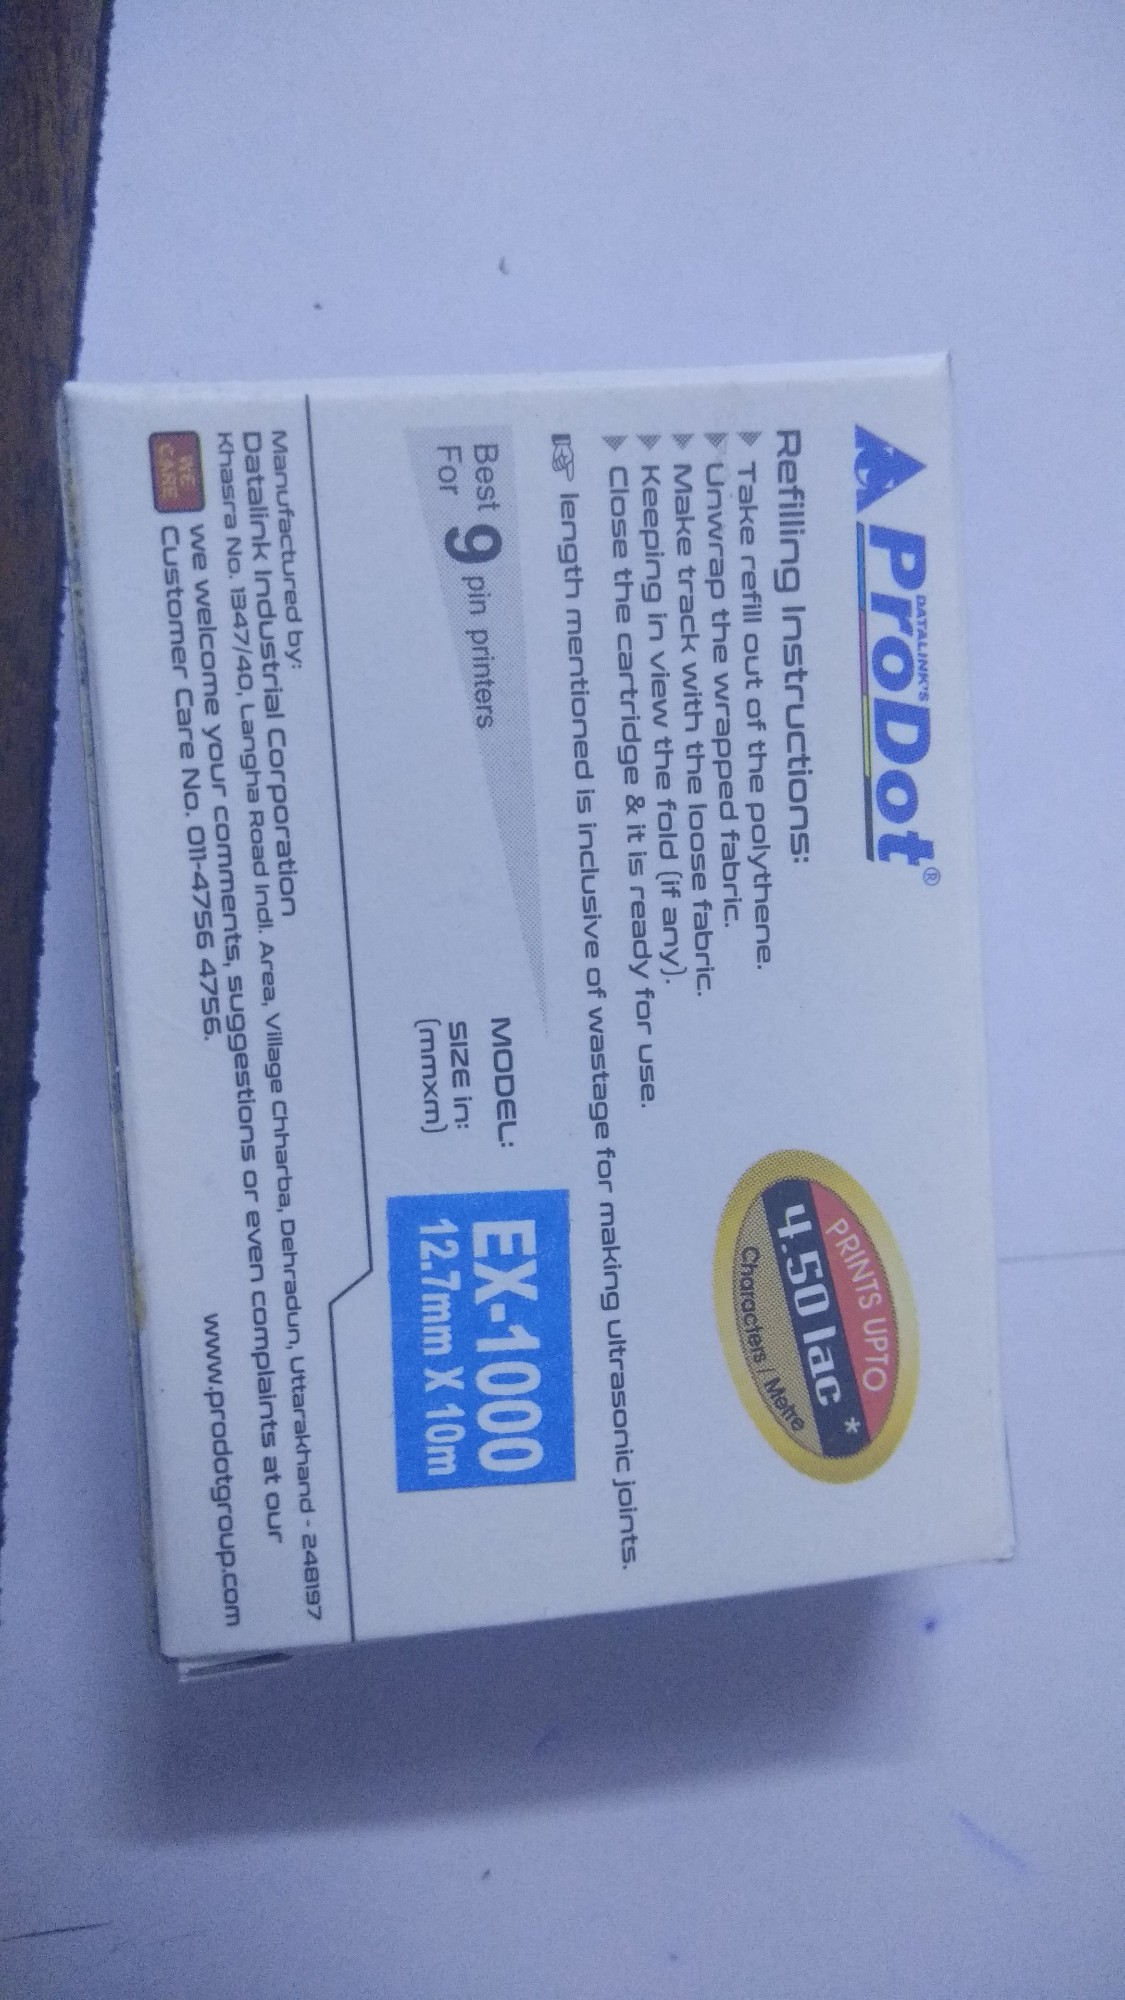 DATALINK'S
ProDot®
Refilling Instructions:
Take refill out of the polythene.
Unwrap the wrapped fabric.
Make track with the loose fabric.
Keeping in view the fold (if any).
Close the cartridge & it is ready for use.
length mentioned is inclusive of wastage for making ultrasonic joints.
PRINTS UPTO
4.50 lac *
Characters / Metre
Best For 9 pin printers
MODEL: EX-1000
SIZE in: (mmxm) 12.7mm X 10m
Manufactured by:
Datalink Industrial Corporation
Khasra No. 1347/40, Langha Road Indl. Area, Village Chharba, Dehradun, Uttarakhand - 248197
WE CARE
we welcome your comments, suggestions or even complaints at our
Customer Care No. 011-4756 4756.
www.prodotgroup.com